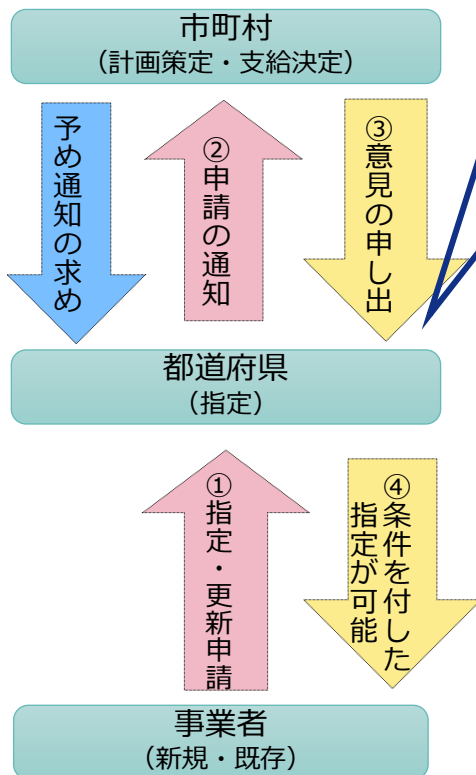 市町村
（計画策定・支給決定）
予め通知の求め
②申請の通知
③意見の申し出
都道府県
（指定）
①指定・更新申請
④条件を付した
指定が可能
事業者
（新規・既存）